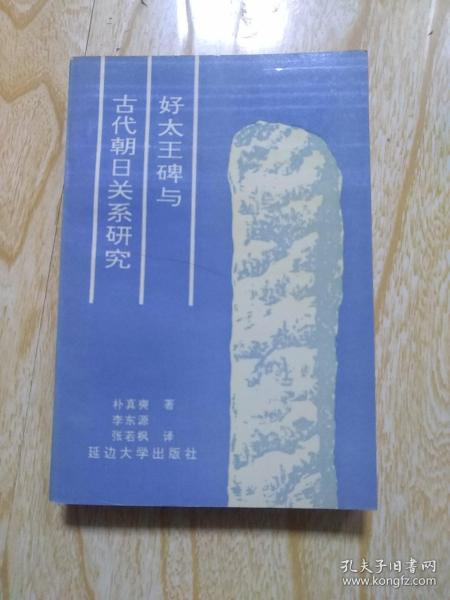 好太王碑与
古代朝日关系研究
朴真奭 著
李东源
张若枫 译
延边大学出版社
孔夫子旧书网
www.kongfz.com